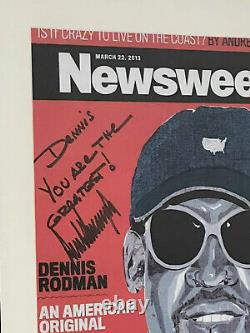 IS IT CRAZY TO LIVE ON THE COAST? / BY ANDRE
MARCH 22, 2013
Newswee
DENNIS
YOU ARE THE
GREATEST!
DENNIS
RODMAN
AN AMERICAN
ORIGINAL